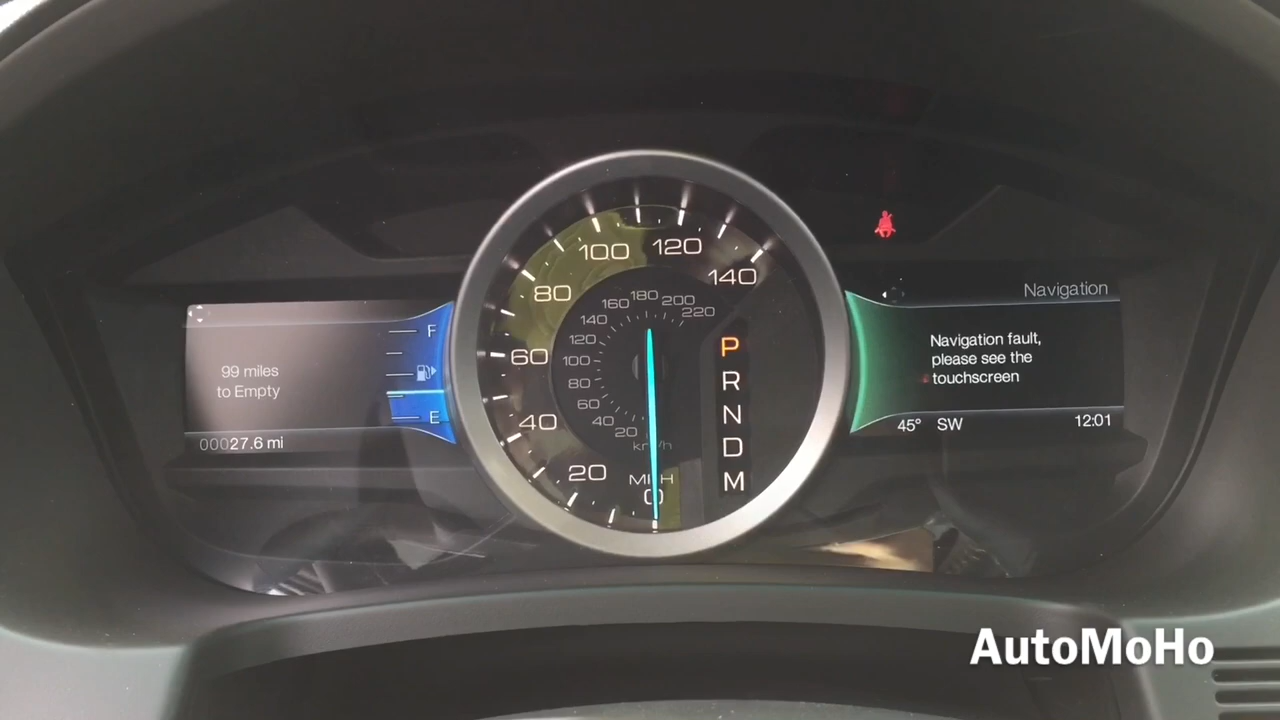 99 miles
to Empty
00027.6 mi
F
E
140
120
100
80
60
40
20
MPH
0
220
200
180
160
140
120
100
80
60
40
20
km/h
P
R
N
D
M
Navigation
Navigation fault,
please see the
touchscreen
45° SW 12:01
AutoMoHo